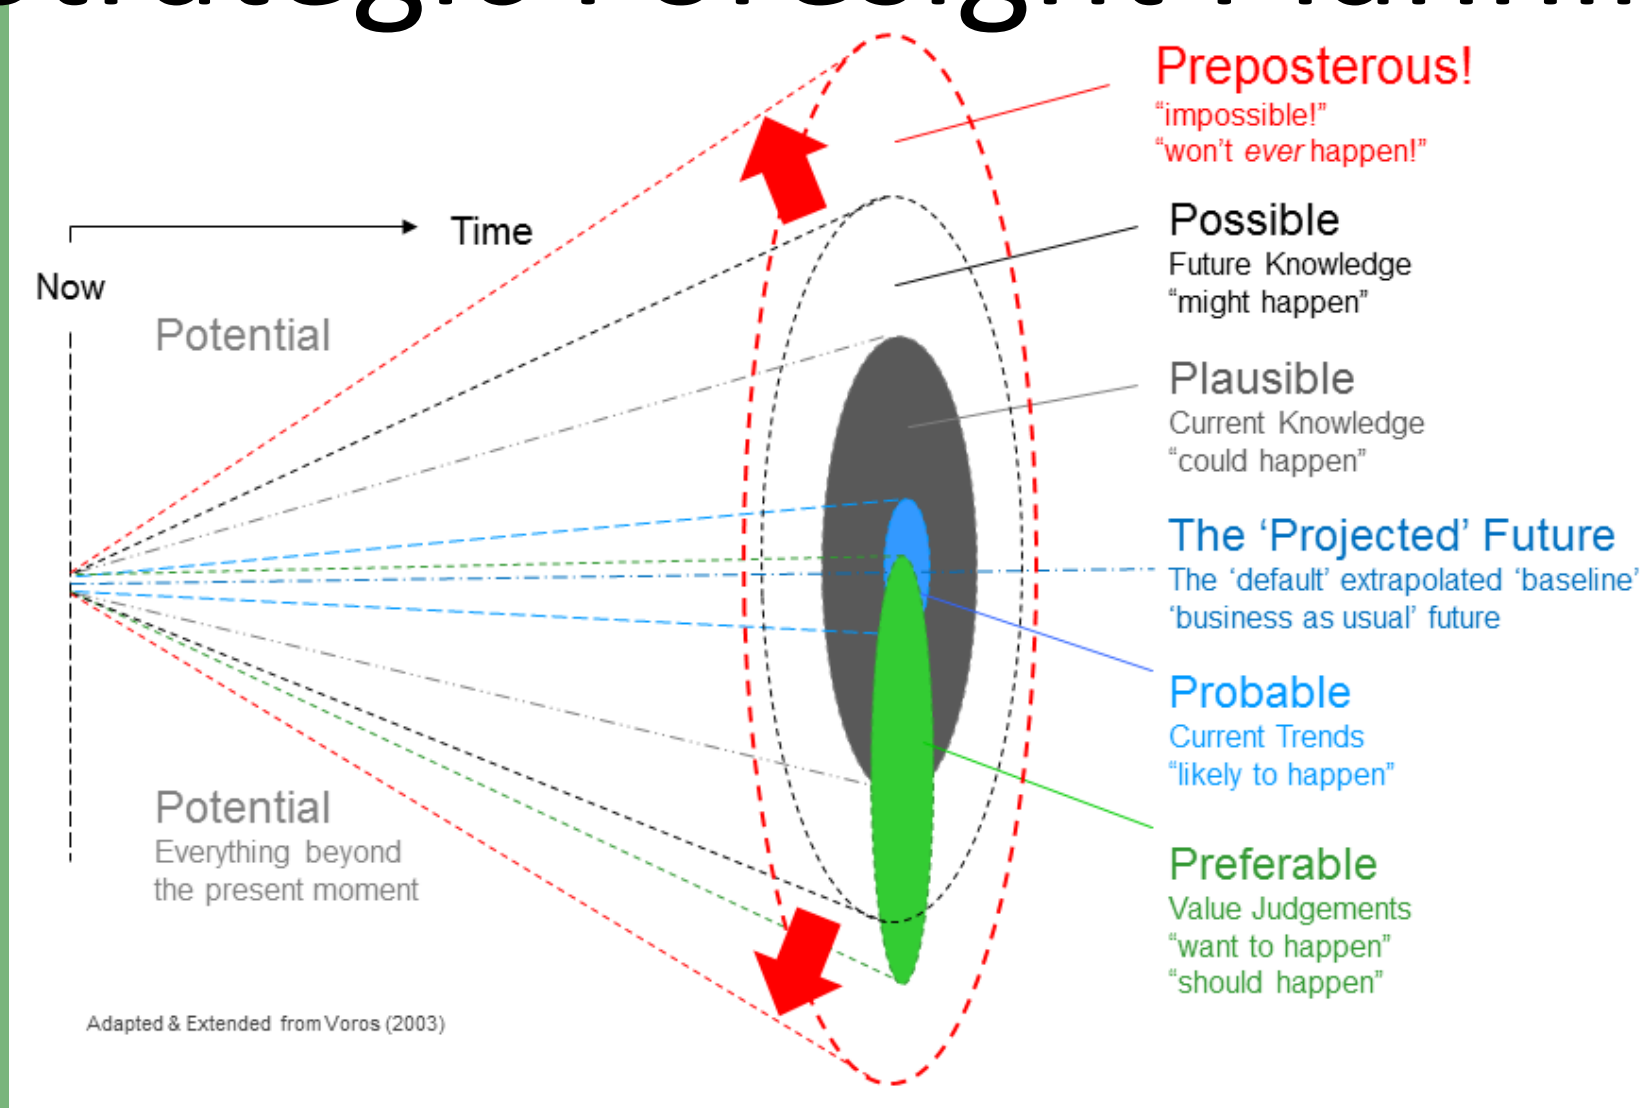 trategic Foresight
Preposterous!
“impossible!”
“won’t ever happen!”
Possible
Future Knowledge
“might happen”
Time
Now
Potential
Plausible
Current Knowledge
“could happen”
The ‘Projected’ Future
The ‘default’ extrapolated ‘baseline’
‘business as usual’ future
Probable
Current Trends
“likely to happen”
Potential
Everything beyond
the present moment
Preferable
Value Judgements
“want to happen”
“should happen”
Adapted & Extended from Voros (2003)